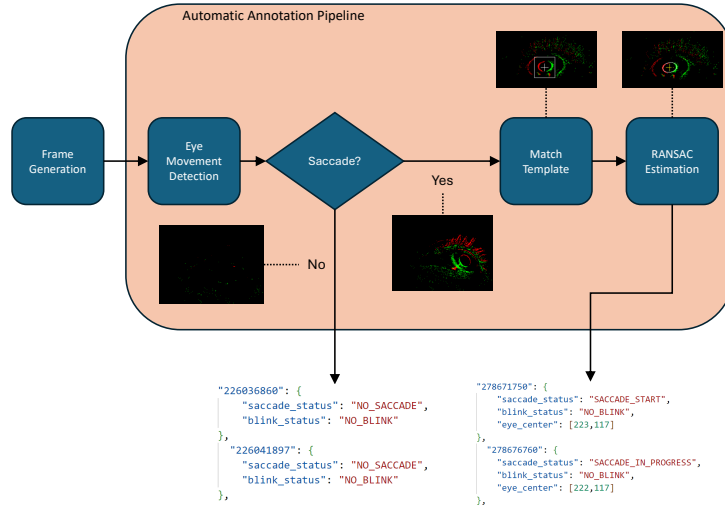 Automatic Annotation Pipeline
Frame
Generation
Eye
Movement
Detection
Saccade?
Match
Template
RANSAC
Estimation
Yes
No
"226036860": {
"saccade_status": "NO_SACCADE",
"blink_status": "NO_BLINK"
},
"226041897": {
"saccade_status": "NO_SACCADE",
"blink_status": "NO_BLINK"
},
"278671750": {
"saccade_status": "SACCADE_START",
"blink_status": "NO_BLINK",
"eye_center": [223,117]
},
"278676760": {
"saccade_status": "SACCADE_IN_PROGRESS",
"blink_status": "NO_BLINK",
"eye_center": [222,117]
},